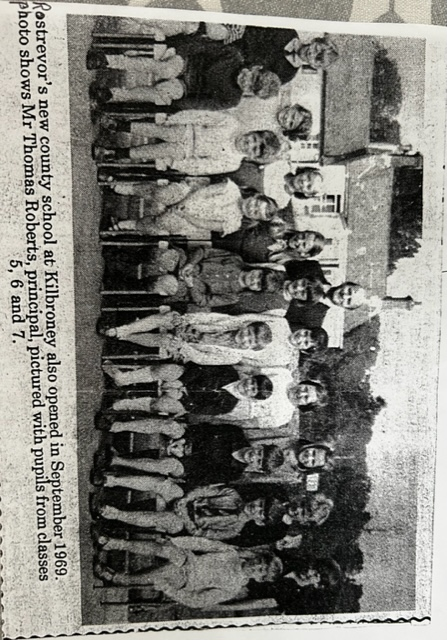 Rostrevor's new county school at Kilbroney also opened in September 1969.
Photo shows Mr Thomas Roberts, principal, pictured with pupils from classes
5, 6 and 7.